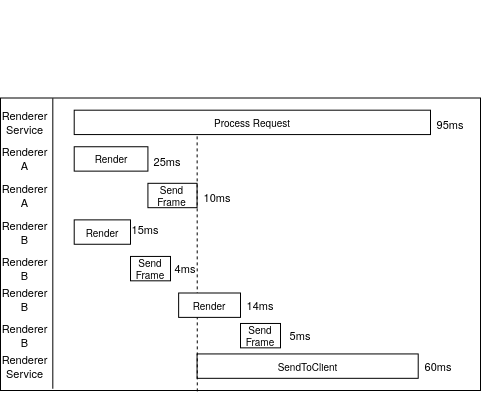 Renderer
Service
Process Request
95ms
Renderer
A
Render
25ms
Renderer
A
Send
Frame
10ms
Renderer
B
Render
15ms
Renderer
B
Send
Frame
4ms
Renderer
B
Render
14ms
Renderer
B
Send
Frame
5ms
Renderer
Service
SendToClient
60ms